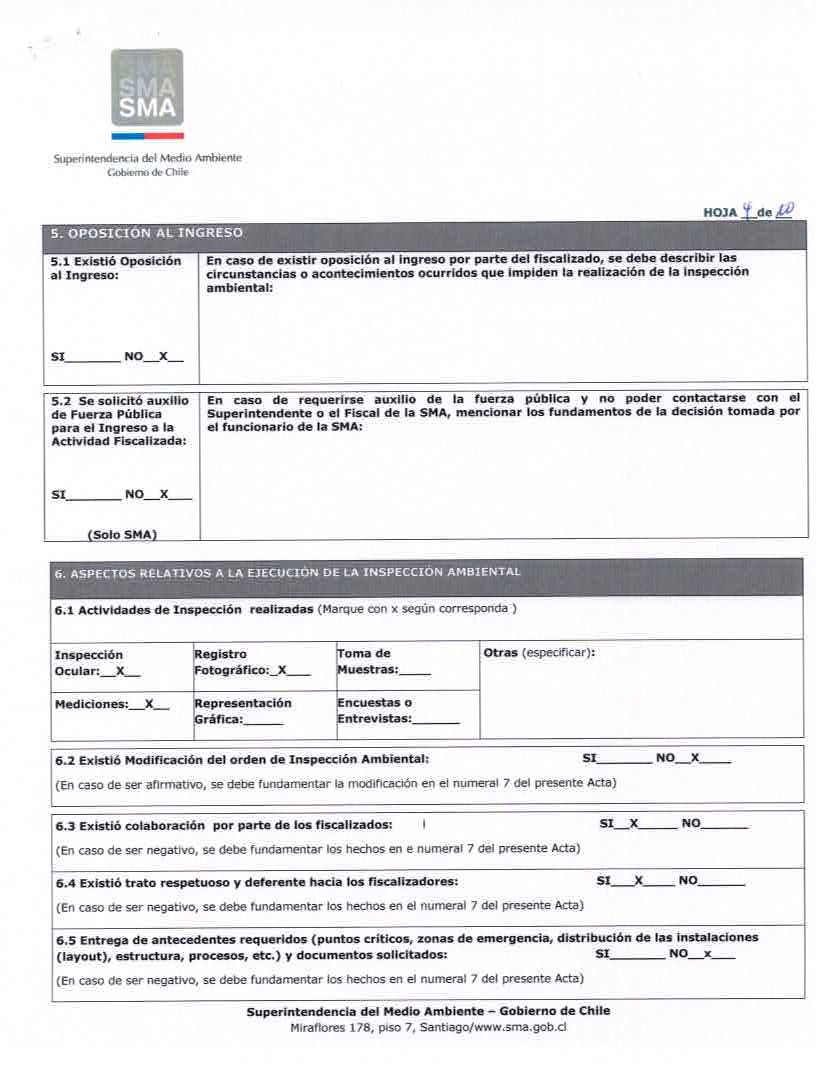 SMA
SMA
SMA
Superintendencia del Medio Ambiente
Gobierno de Chile
HOJA 4 de 10
5. OPOSICIÓN AL INGRESO
5.1 Existió Oposición
al Ingreso:
SI________ NO__X__
En caso de existir oposición al ingreso por parte del fiscalizado, se debe describir las
circunstancias o acontecimientos ocurridos que impiden la realización de la inspección
ambiental:
5.2 Se solicitó auxilio
de Fuerza Pública
para el Ingreso a la
Actividad Fiscalizada:
SI________ NO__X___
(Solo SMA)
En caso de requerirse auxilio de la fuerza pública y no poder contactarse con el
Superintendente o el Fiscal de la SMA, mencionar los fundamentos de la decisión tomada por
el funcionario de la SMA:
6. ASPECTOS RELATIVOS A LA EJECUCIÓN DE LA INSPECCIÓN AMBIENTAL
6.1 Actividades de Inspección realizadas (Marque con x según corresponda )
Inspección
Ocular:__X__
Registro
Fotográfico:_X___
Toma de
Muestras:____
Otras (especificar):
Mediciones:__X__
Representación
Gráfica:_____
Encuestas o
Entrevistas:______
6.2 Existió Modificación del orden de Inspección Ambiental: SI_______ NO__X____
(En caso de ser afirmativo, se debe fundamentar la modificación en el numeral 7 del presente Acta)
6.3 Existió colaboración por parte de los fiscalizados: SI__X_____ NO______
(En caso de ser negativo, se debe fundamentar los hechos en e numeral 7 del presente Acta)
6.4 Existió trato respetuoso y deferente hacia los fiscalizadores: SI___X____ NO______
(En caso de ser negativo, se debe fundamentar los hechos en el numeral 7 del presente Acta)
6.5 Entrega de antecedentes requeridos (puntos críticos, zonas de emergencia, distribución de las instalaciones
(layout), estructura, procesos, etc.) y documentos solicitados: SI_______ NO__x___
(En caso de ser negativo, se debe fundamentar los hechos en el numeral 7 del presente Acta)
Superintendencia del Medio Ambiente – Gobierno de Chile
Miraflores 178, piso 7, Santiago/www.sma.gob.cl